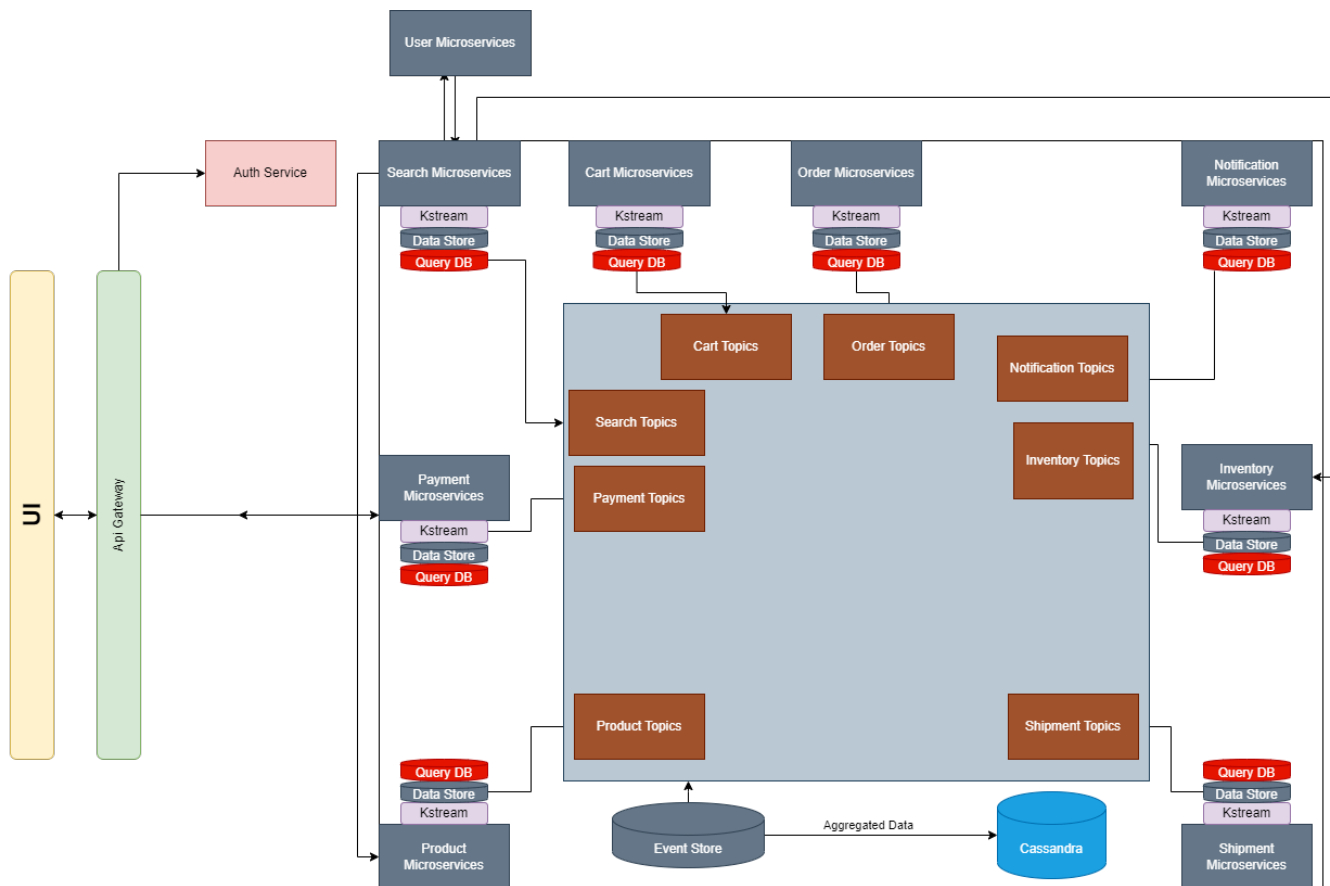 User Microservices
Auth Service
Search Microservices
Cart Microservices
Order Microservices
Notification
Microservices
Kstream
Data Store
Query DB
Kstream
Data Store
Query DB
Kstream
Data Store
Query DB
Kstream
Data Store
Query DB
Cart Topics
Order Topics
Notification Topics
Search Topics
Inventory Topics
Payment Topics
UI
Api Gateway
Payment
Microservices
Kstream
Data Store
Query DB
Inventory
Microservices
Kstream
Data Store
Query DB
Product Topics
Shipment Topics
Query DB
Data Store
Kstream
Product
Microservices
Event Store
Aggregated Data
Cassandra
Query DB
Data Store
Kstream
Shipment
Microservices